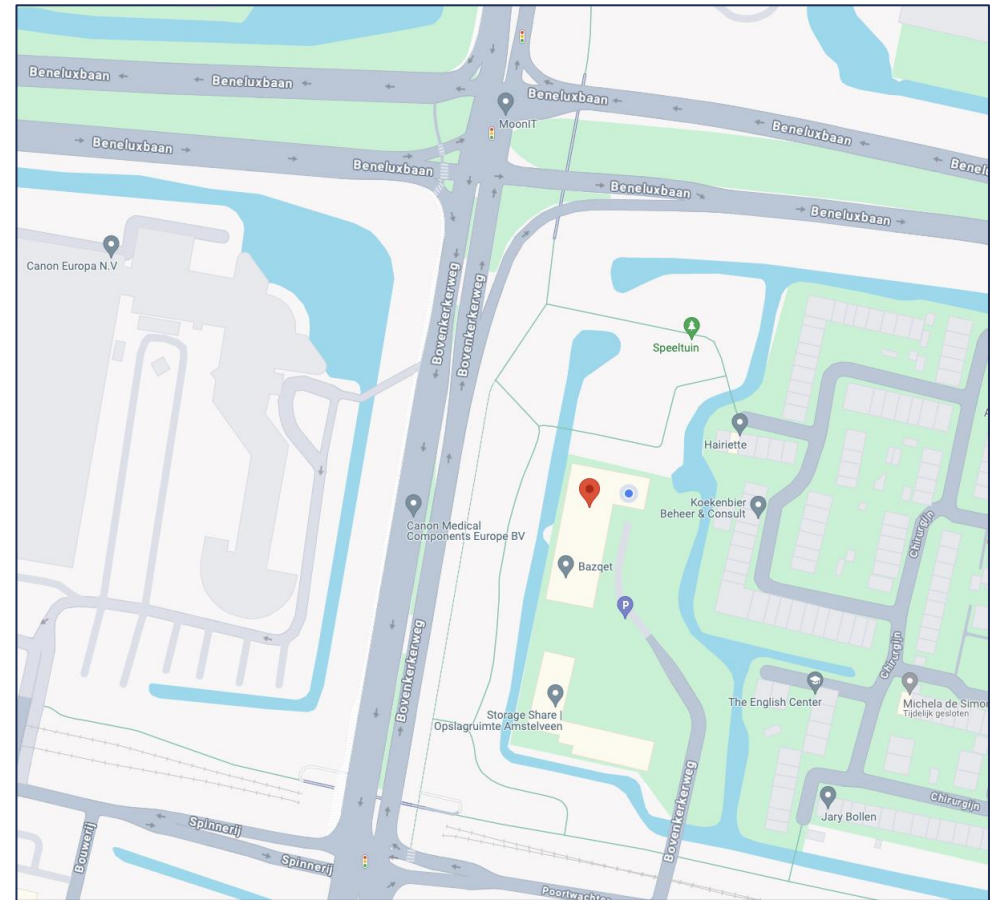 Beneluxbaan
Beneluxbaan
Beneluxbaan
MoonIT
Beneluxbaan
Beneluxbaan
Beneluxbaan
Beneluxbaan
Beneluxbaan
Canon Europa N.V
Bovenkerkerweg
Bovenkerkerweg
Speeltuin
Hairiette
Koekenbier
Beheer & Consult
Chirurgijn
Canon Medical
Components Europe BV
Bazqet
P
Bovenkerkerweg
Chirurgijn
The English Center
Michela de Simon
Tijdelijk gesloten
Storage Share |
Opslagruimte Amstelveen
Bovenkerkerweg
Chirurgijn
Jary Bollen
Spinnerij
Spinnerij
Bouwerij
Poortwachter